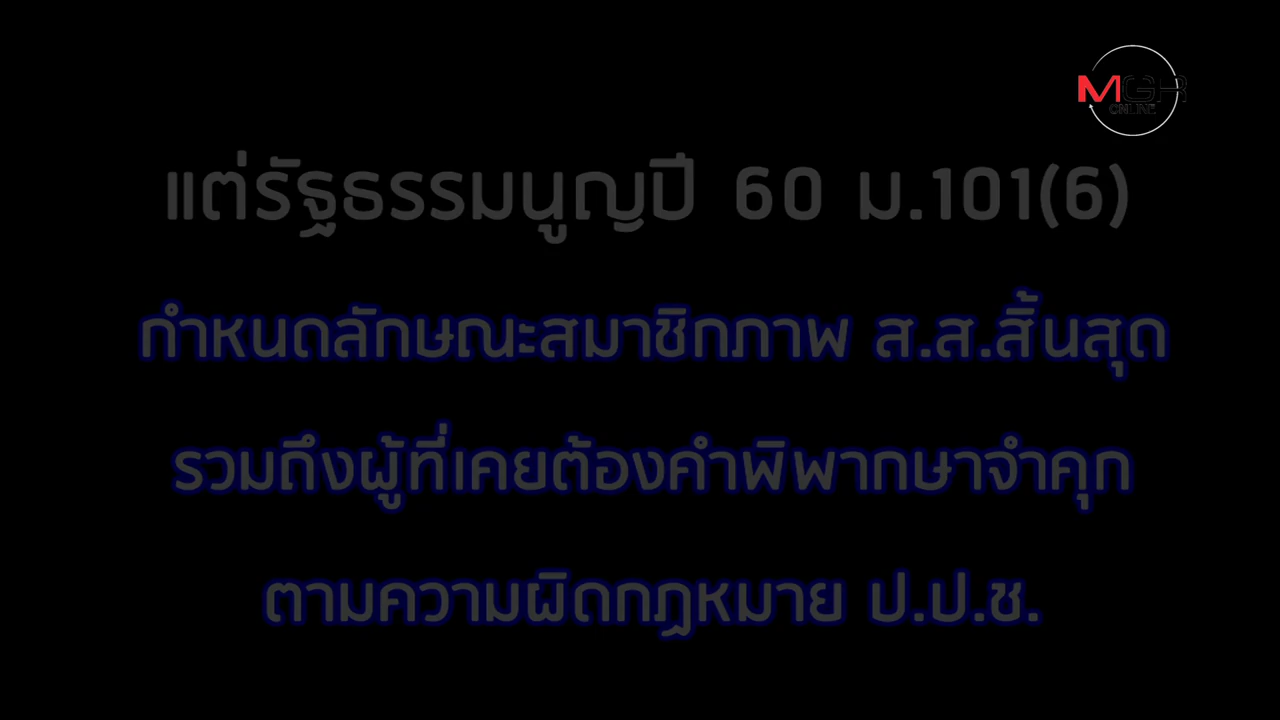 MGR
ONLINE
แต่รัฐธรรมนูญปี 60 ม.101(6)
กำหนดลักษณะสมาชิกภาพ ส.ส.สิ้นสุด
รวมถึงผู้ที่เคยต้องคำพิพากษาจำคุก
ตามความผิดกฎหมาย ป.ป.ช.